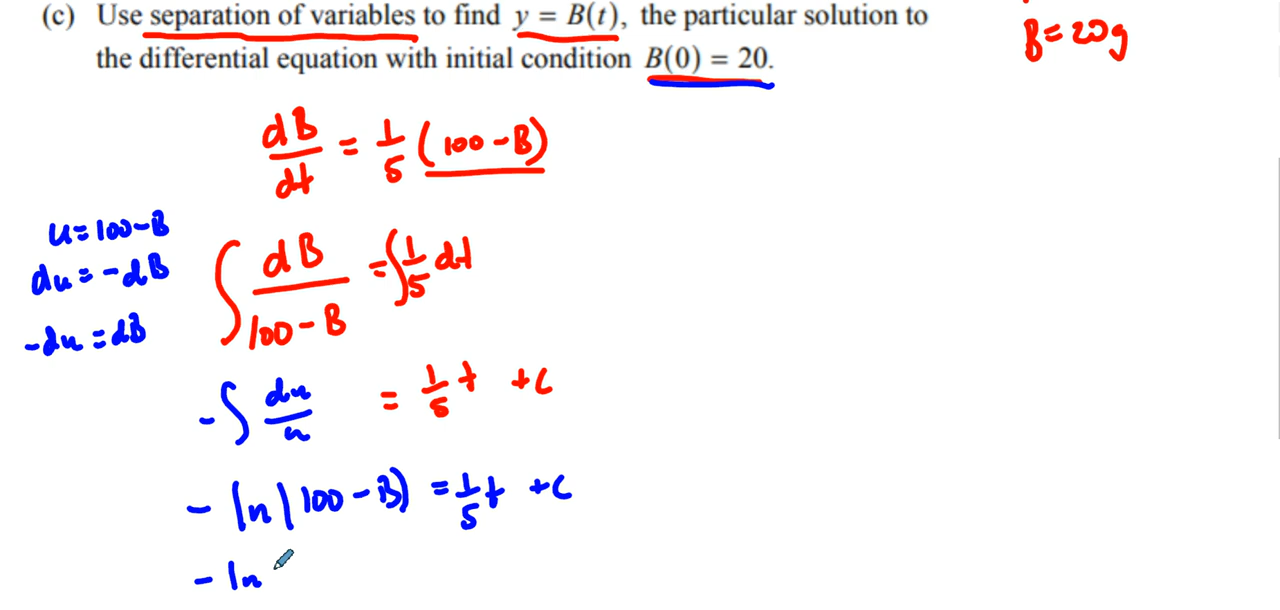 (c) Use separation of variables to find y = B(t), the particular solution to
the differential equation with initial condition B(0) = 20.
B=20g
dB/dt = 1/5 (100-B)
u=100-B
du=-dB
-du=dB
∫ dB/(100-B) = ∫ 1/5 dt
-∫ du/u = 1/5 t +C
-ln|100-B| = 1/5 t +C
-ln